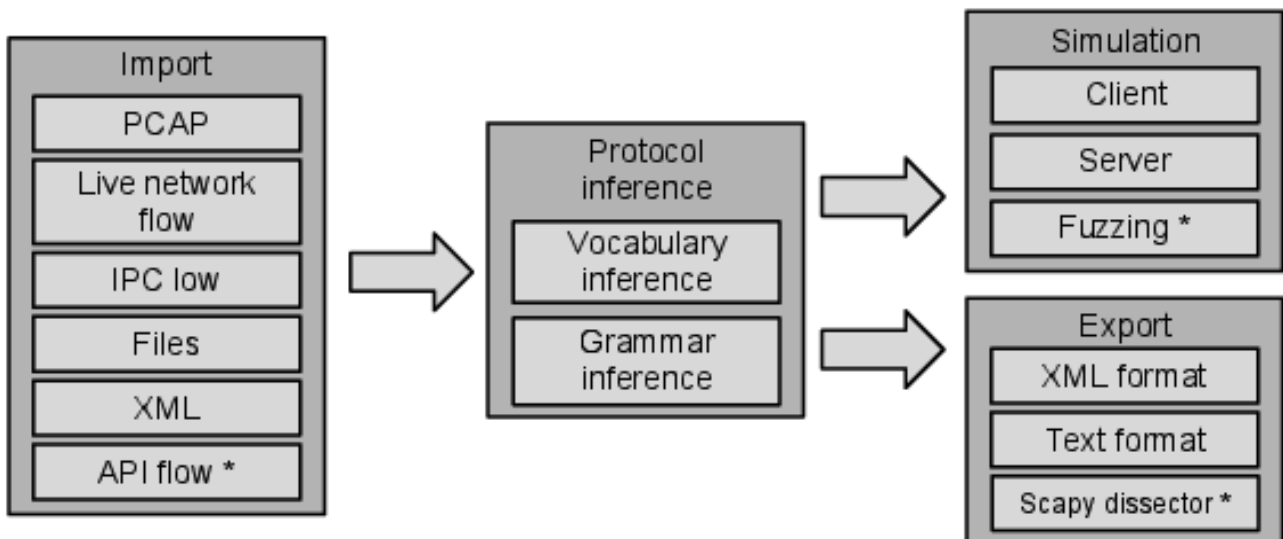 Import
PCAP
Live network
flow
IPC low
Files
XML
API flow *
Protocol
inference
Vocabulary
inference
Grammar
inference
Simulation
Client
Server
Fuzzing *
Export
XML format
Text format
Scapy dissector *